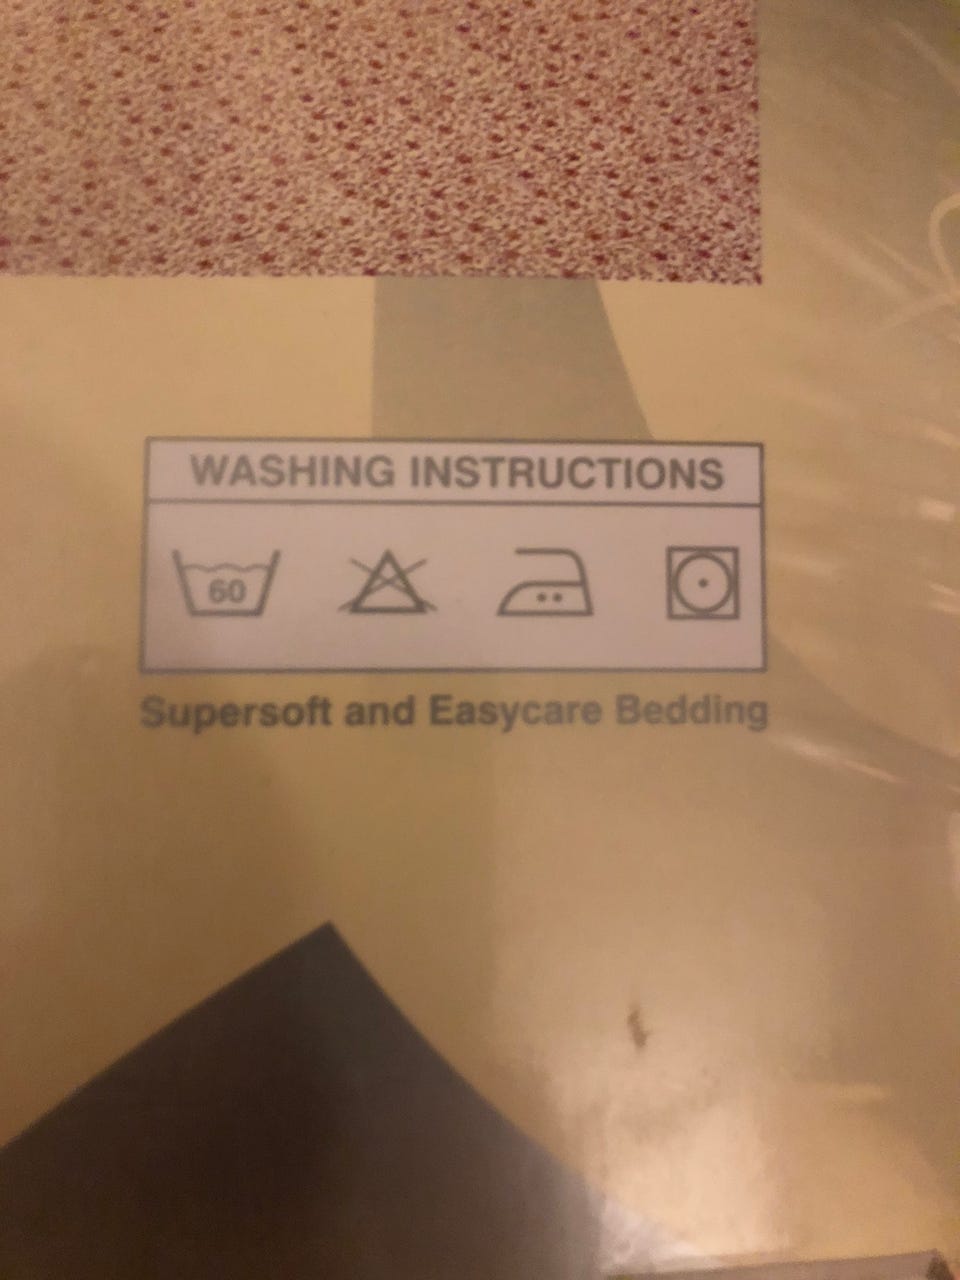 WASHING INSTRUCTIONS
60
Supersoft and Easycare Bedding